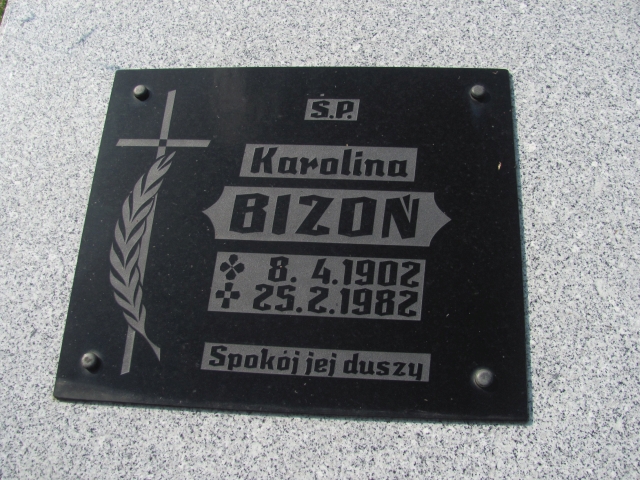 Ś.P.
Karolina
BIZOŃ
8. 4.1902
25.2.1982
Spokój jej duszy